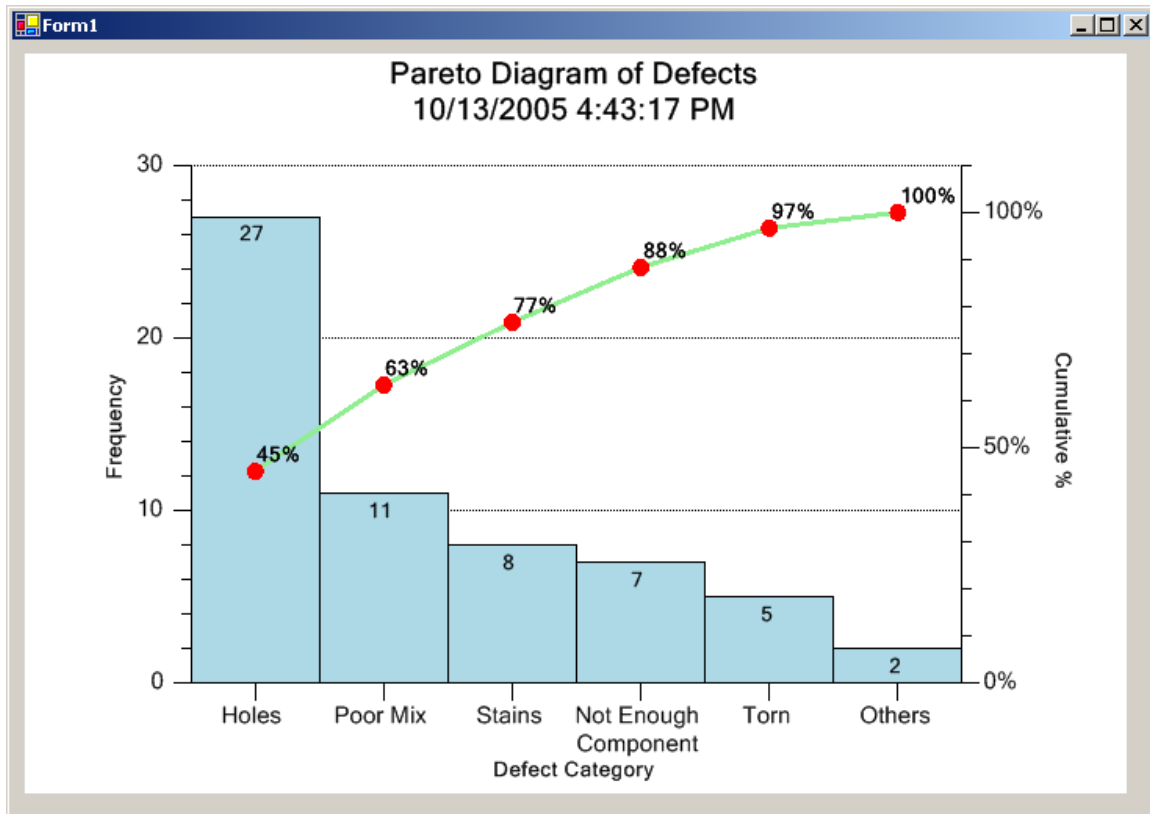 Form1
Pareto Diagram of Defects
10/13/2005 4:43:17 PM
30
20
10
0
Frequency
27
11
8
7
5
2
45%
63%
77%
88%
97%
100%
100%
50%
0%
Cumulative %
Holes
Poor Mix
Stains
Not Enough
Component
Torn
Others
Defect Category